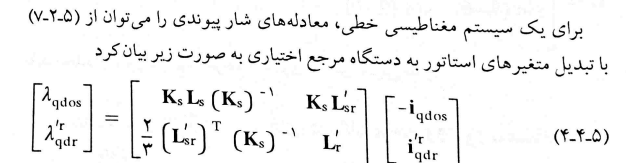 برای یک سیستم مغناطیسی خطی، معادله‌های شار پیوندی را می‌توان از (۵-۲-۷)
با تبدیل متغیرهای استاتور به دستگاه مرجع اختیاری به صورت زیر بیان کرد
[λqdos λ'rqdr] = [Ks Ls (Ks)⁻¹ Ks L'sr ۲/۳ (L'sr)ᵀ (Ks)⁻¹ L'r] [−iqdos i'rqdr] (۵-۴-۴)